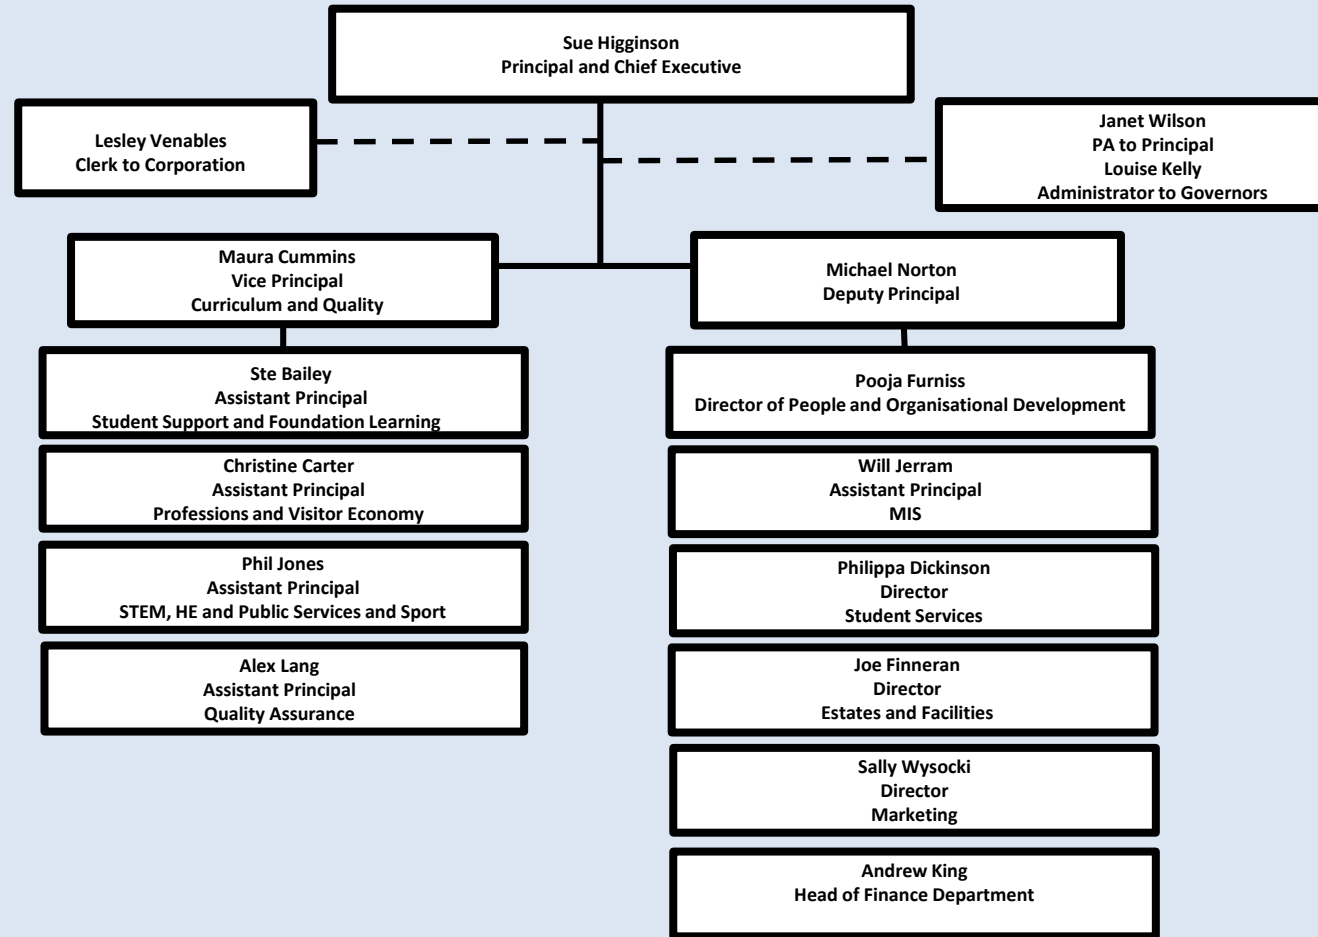 Sue Higginson
Principal and Chief Executive
Lesley Venables
Clerk to Corporation
Janet Wilson
PA to Principal
Louise Kelly
Administrator to Governors
Maura Cummins
Vice Principal
Curriculum and Quality
Michael Norton
Deputy Principal
Ste Bailey
Assistant Principal
Student Support and Foundation Learning
Christine Carter
Assistant Principal
Professions and Visitor Economy
Phil Jones
Assistant Principal
STEM, HE and Public Services and Sport
Alex Lang
Assistant Principal
Quality Assurance
Pooja Furniss
Director of People and Organisational Development
Will Jerram
Assistant Principal
MIS
Philippa Dickinson
Director
Student Services
Joe Finneran
Director
Estates and Facilities
Sally Wysocki
Director
Marketing
Andrew King
Head of Finance Department